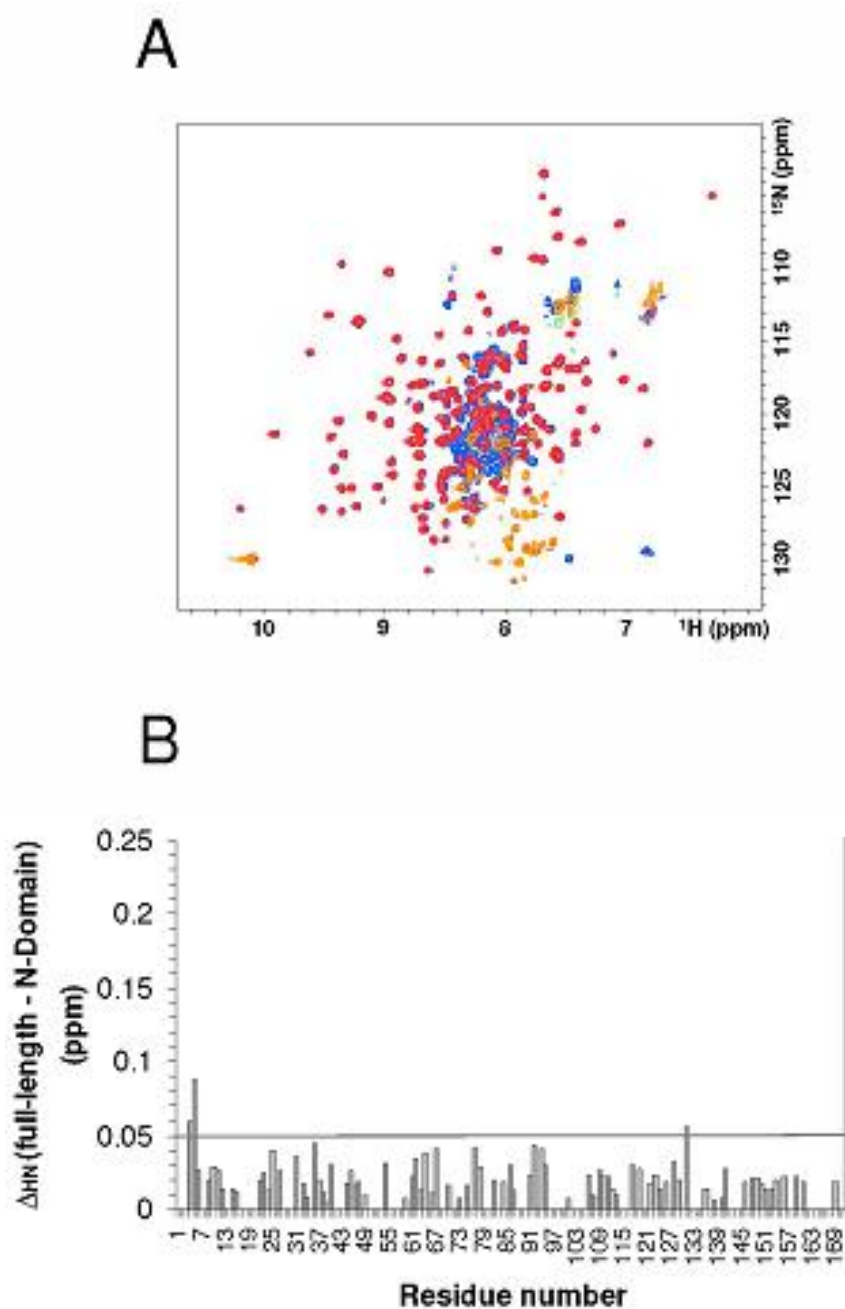 A
¹⁵N (ppm)
110
115
120
125
130
10 9 8 7 ¹H (ppm)
B
ΔHN (full-length - N-Domain)
(ppm)
0.25
0.2
0.15
0.1
0.05
0
1 7 13 19 25 31 37 43 49 55 61 67 73 79 85 91 97 103 109 115 121 127 133 139 145 151 157 163 169
Residue number